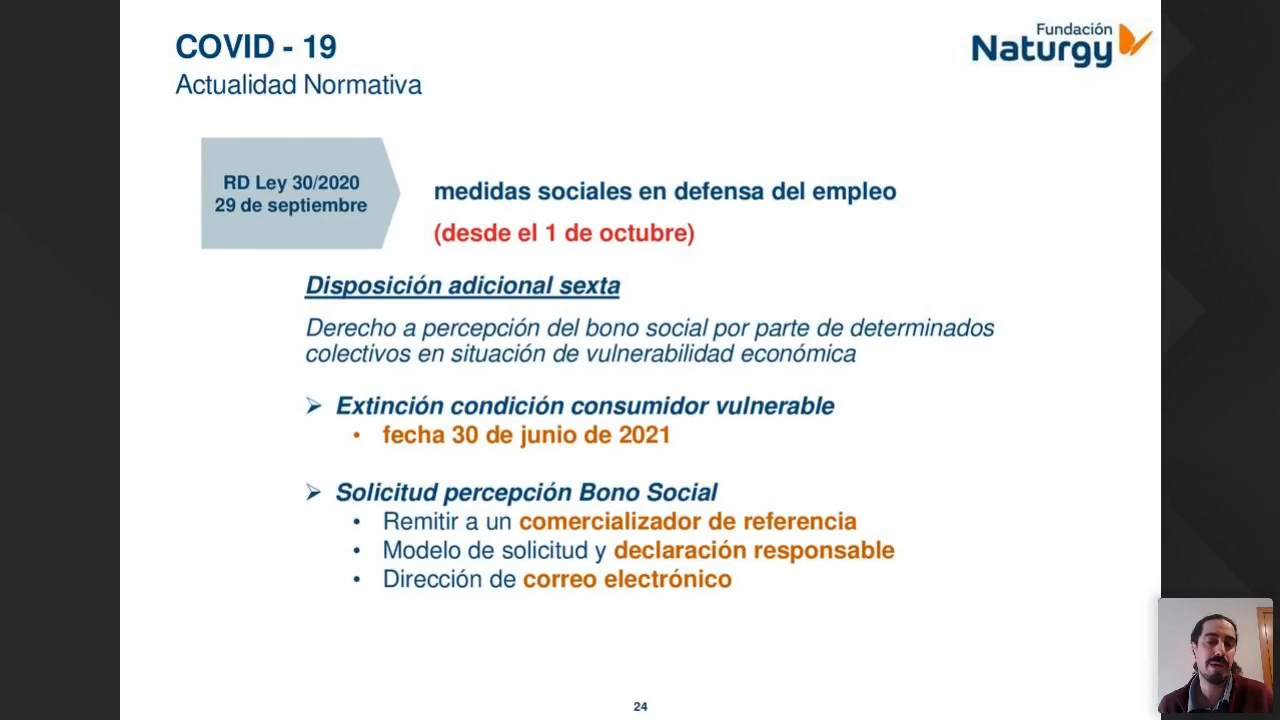 COVID - 19
Actualidad Normativa
Fundación
Naturgy
RD Ley 30/2020
29 de septiembre
medidas sociales en defensa del empleo
(desde el 1 de octubre)
Disposición adicional sexta
Derecho a percepción del bono social por parte de determinados
colectivos en situación de vulnerabilidad económica
➢ Extinción condición consumidor vulnerable
• fecha 30 de junio de 2021
➢ Solicitud percepción Bono Social
• Remitir a un comercializador de referencia
• Modelo de solicitud y declaración responsable
• Dirección de correo electrónico
24